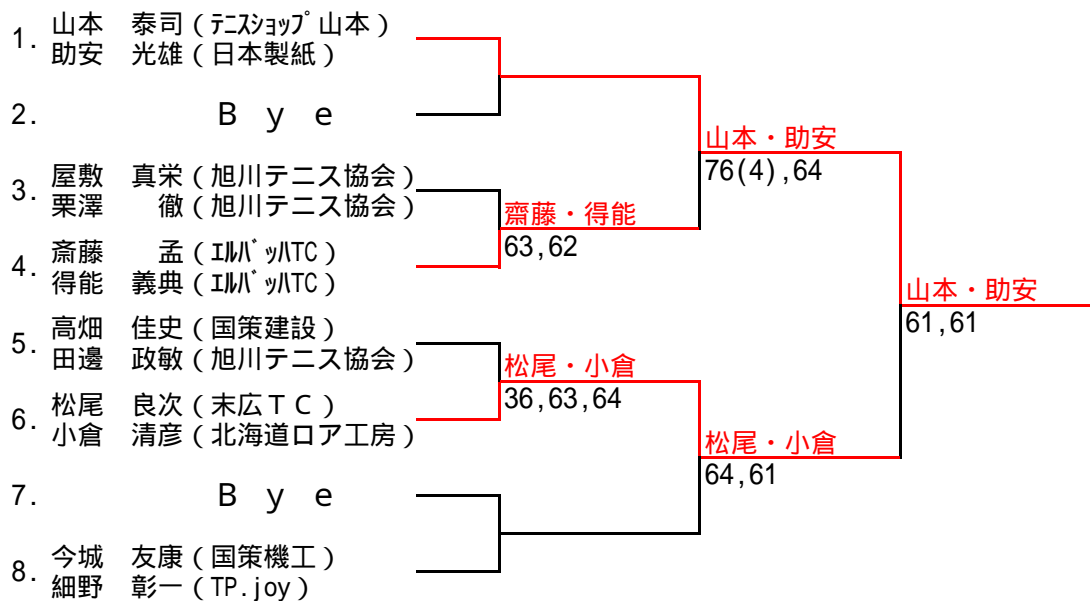 1. 山本　泰司(テニスショップ山本)
助安　光雄(日本製紙)
2. Bye
3. 屋敷　真栄(旭川テニス協会)
栗澤　　徹(旭川テニス協会)
4. 斎藤　　孟(エルバッハTC)
得能　義典(エルバッハTC)
5. 高畑　佳史(国策建設)
田邊　政敏(旭川テニス協会)
6. 松尾　良次(末広TC)
小倉　清彦(北海道ロア工房)
7. Bye
8. 今城　友康(国策機工)
細野　彰一(TP.joy)
齋藤・得能
63,62
松尾・小倉
36,63,64
山本・助安
76(4),64
松尾・小倉
64,61
山本・助安
61,61